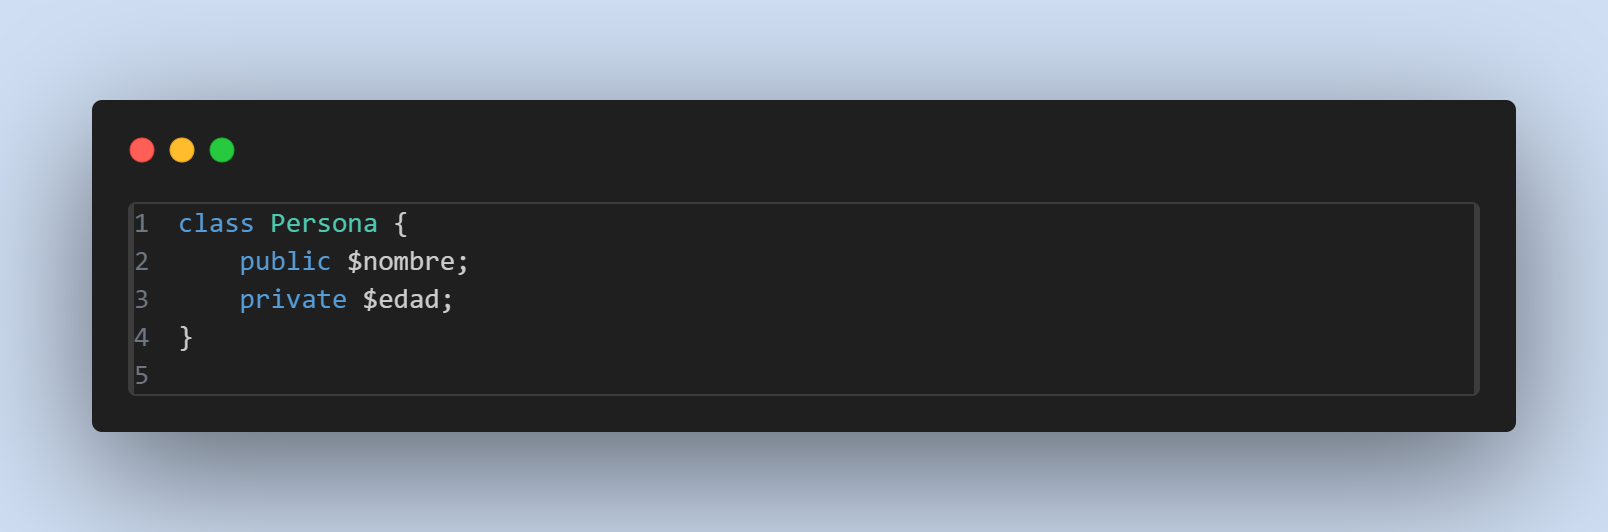 1 class Persona {
2     public $nombre;
3     private $edad;
4 }
5